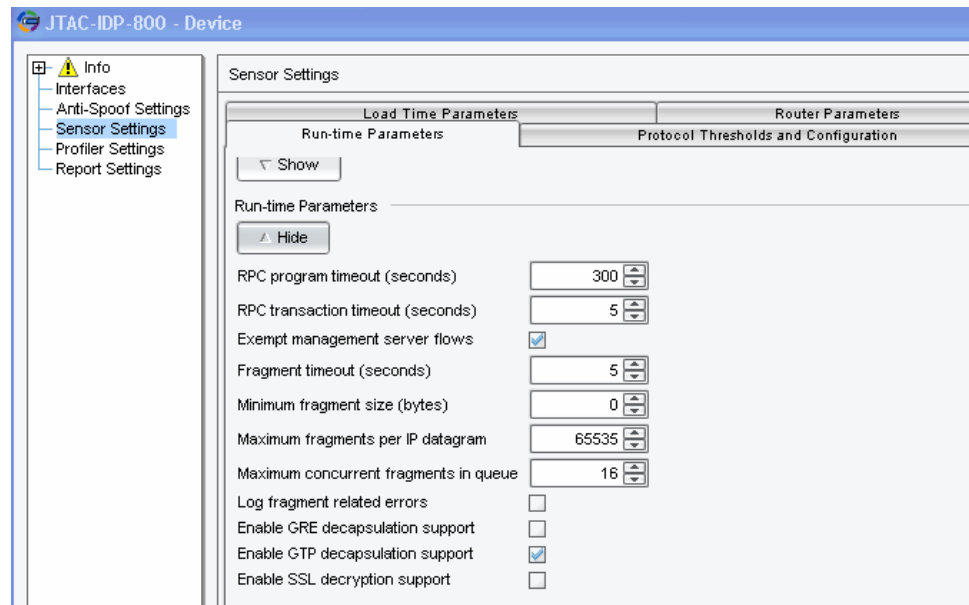 JTAC-IDP-800 - Device
Info
Interfaces
Anti-Spoof Settings
Sensor Settings
Profiler Settings
Report Settings
Sensor Settings
Load Time Parameters
Router Parameters
Run-time Parameters
Protocol Thresholds and Configuration
Show
Run-time Parameters
Hide
RPC program timeout (seconds) 300
RPC transaction timeout (seconds) 5
Exempt management server flows
Fragment timeout (seconds) 5
Minimum fragment size (bytes) 0
Maximum fragments per IP datagram 65535
Maximum concurrent fragments in queue 16
Log fragment related errors
Enable GRE decapsulation support
Enable GTP decapsulation support
Enable SSL decryption support